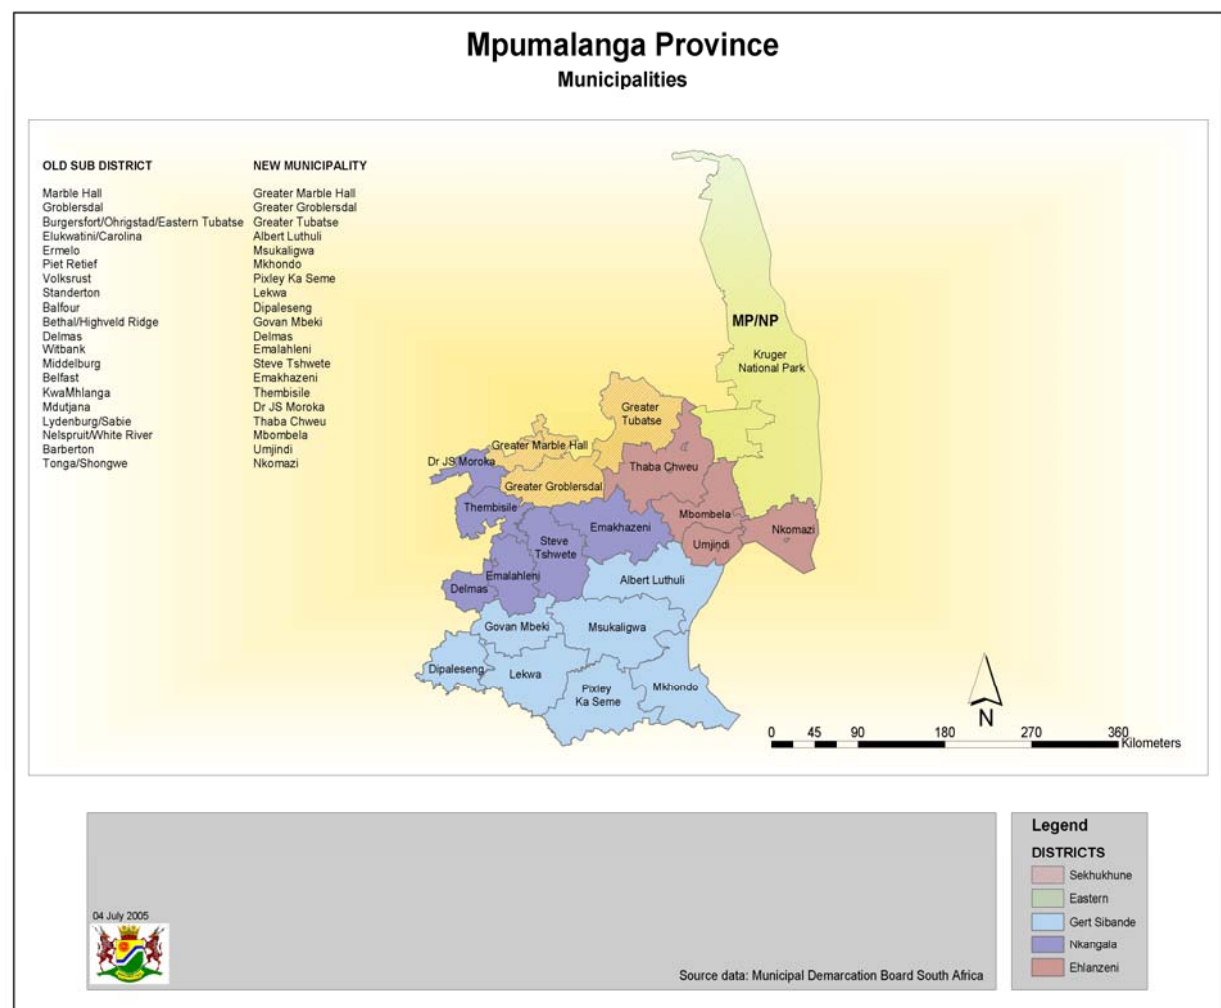 Mpumalanga Province
Municipalities
OLD SUB DISTRICT NEW MUNICIPALITY
Marble Hall Greater Marble Hall
Groblersdal Greater Groblersdal
Burgersfort/Ohrigstad/Eastern Tubatse Greater Tubatse
Elukwatini/Carolina Albert Luthuli
Ermelo Msukaligwa
Piet Retief Mkhondo
Volksrust Pixley Ka Seme
Standerton Lekwa
Balfour Dipaleseng
Bethal/Highveld Ridge Govan Mbeki
Delmas Delmas
Witbank Emalahleni
Middelburg Steve Tshwete
Belfast Emakhazeni
KwaMhlanga Thembisile
Mdutjana Dr JS Moroka
Lydenburg/Sabie Thaba Chweu
Nelspruit/White River Mbombela
Barberton Umjindi
Tonga/Shongwe Nkomazi
MP/NP
Kruger
National Park
Greater
Tubatse
Greater Marble Hall
Dr JS Moroka
Thaba Chweu
Greater Groblersdal
Thembisile
Mbombela
Emakhazeni
Nkomazi
Steve
Tshwete
Umjindi
Emalahleni
Albert Luthuli
Delmas
Govan Mbeki
Msukaligwa
Dipaleseng
Lekwa
Pixley
Ka Seme
Mkhondo
N
0 45 90 180 270 360
Kilometers
04 July 2005
Source data: Municipal Demarcation Board South Africa
Legend
DISTRICTS
Sekhukhune
Eastern
Gert Sibande
Nkangala
Ehlanzeni